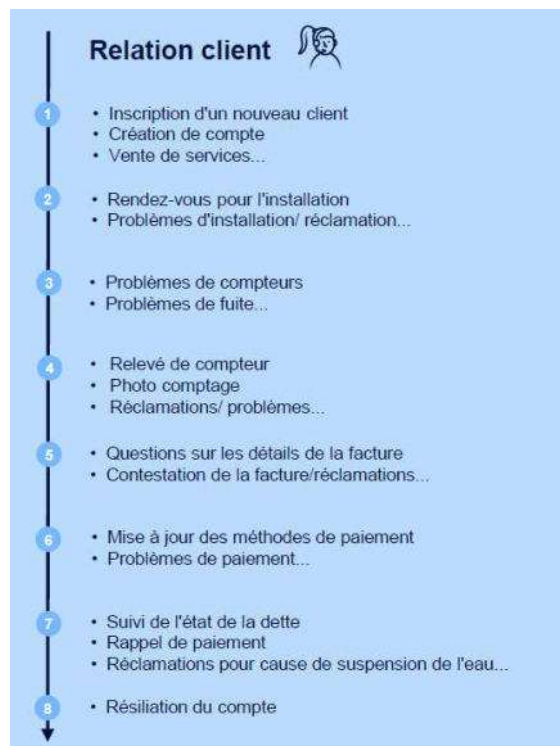 Relation client
1
• Inscription d'un nouveau client
• Création de compte
• Vente de services...
2
• Rendez-vous pour l'installation
• Problèmes d'installation/ réclamation...
3
• Problèmes de compteurs
• Problèmes de fuite...
4
• Relevé de compteur
• Photo comptage
• Réclamations/ problèmes...
5
• Questions sur les détails de la facture
• Contestation de la facture/réclamations...
6
• Mise à jour des méthodes de paiement
• Problèmes de paiement...
7
• Suivi de l'état de la dette
• Rappel de paiement
• Réclamations pour cause de suspension de l'eau...
8
• Résiliation du compte